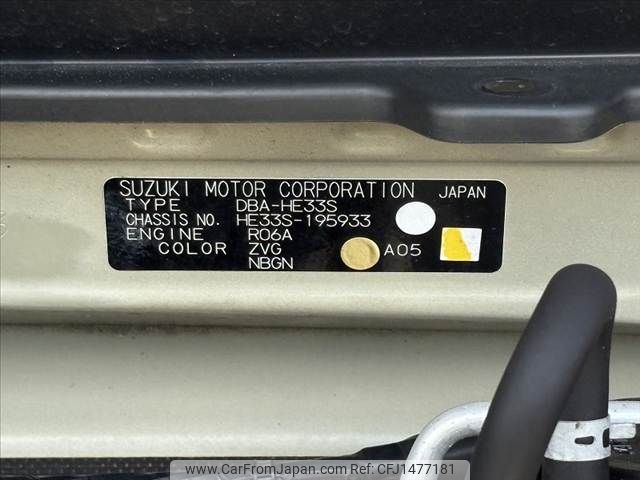 SUZUKI MOTOR CORPORATION JAPAN
TYPE DBA-HE33S
CHASSIS NO. HE33S-195933
ENGINE R06A
COLOR ZVG A05
NBGN
www.CarFromJapan.com Ref No: CFJ1477181